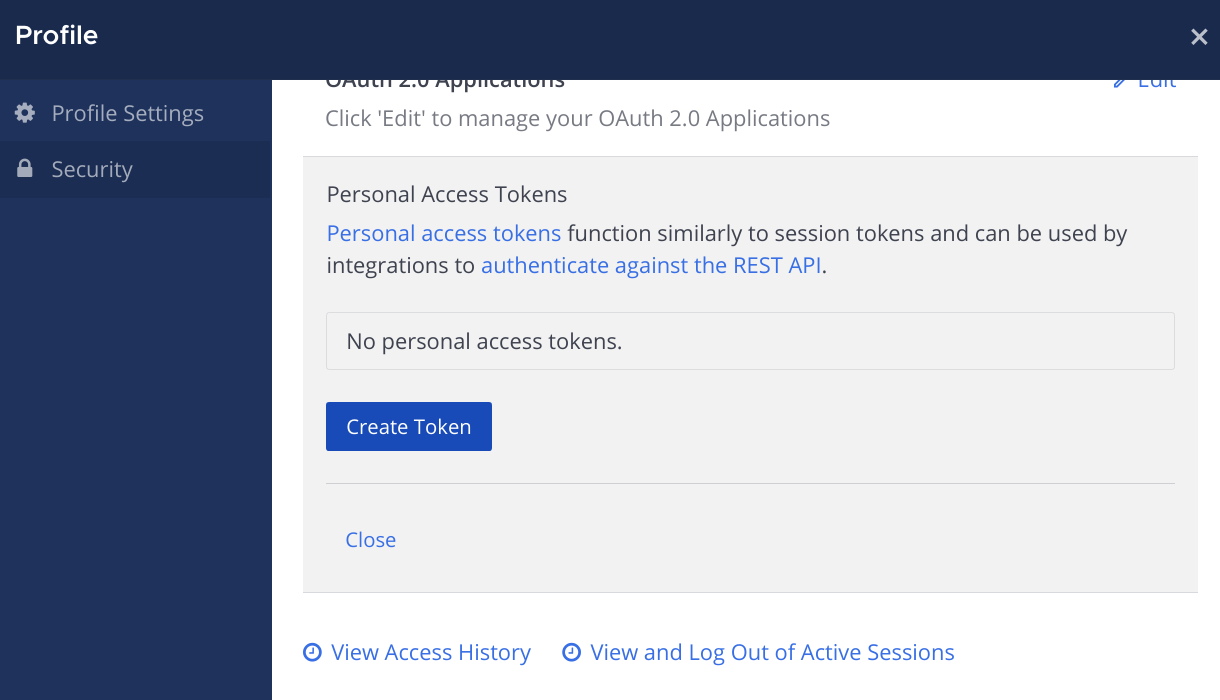 Profile
Profile Settings
Security
OAuth 2.0 Applications
Edit
Click 'Edit' to manage your OAuth 2.0 Applications
Personal Access Tokens
Personal access tokens function similarly to session tokens and can be used by
integrations to authenticate against the REST API.
No personal access tokens.
Create Token
Close
View Access History
View and Log Out of Active Sessions